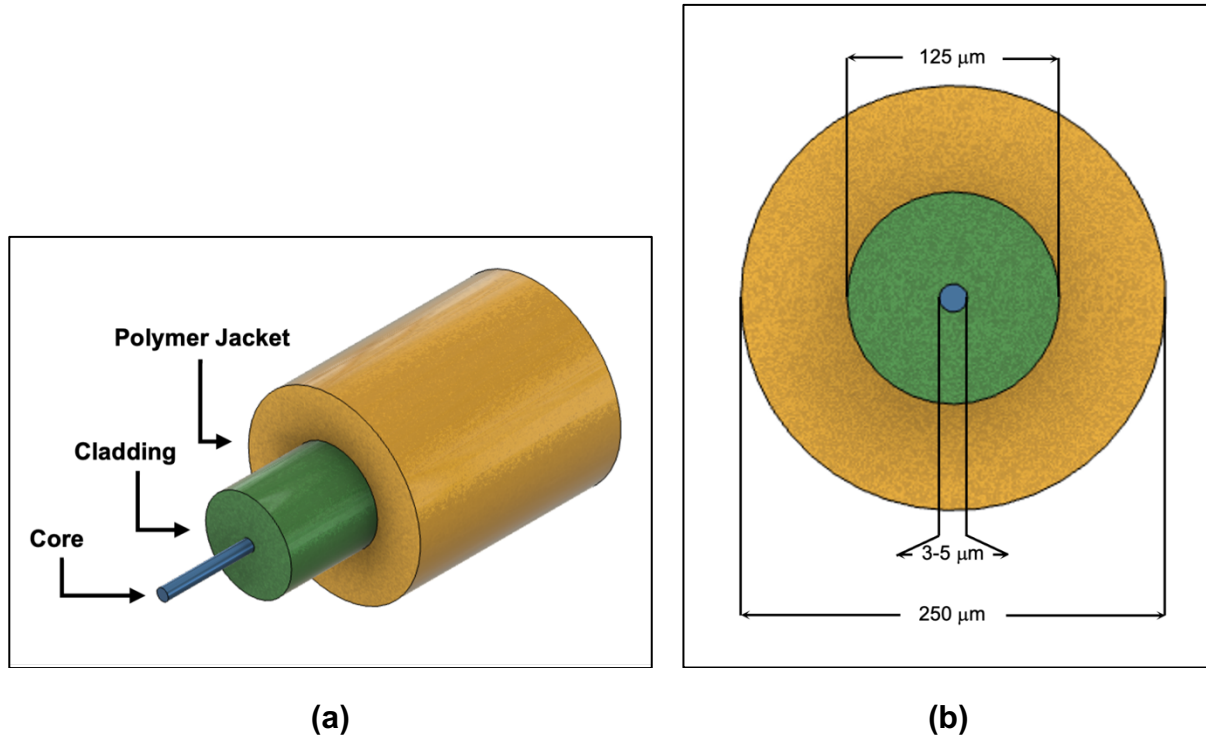 Polymer Jacket
Cladding
Core
(a)
125 μm
3-5 μm
250 μm
(b)